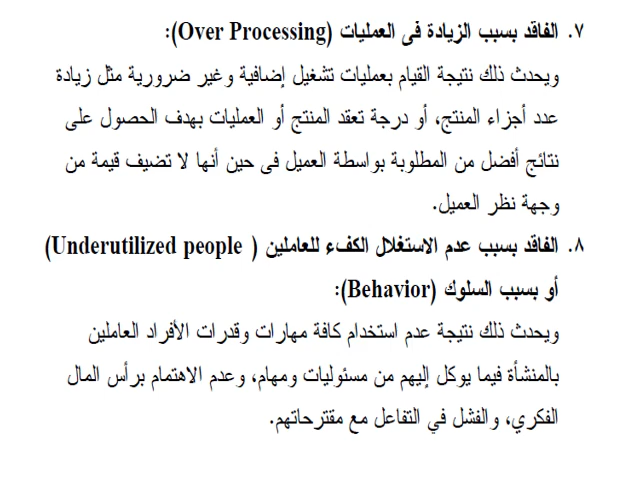 ٧. الفاقد بسبب الزيادة فى العمليات (Over Processing):
ويحدث ذلك نتيجة القيام بعمليات تشغيل إضافية وغير ضرورية مثل زيادة
عدد أجزاء المنتج، أو درجة تعقد المنتج أو العمليات بهدف الحصول على
نتائج أفضل من المطلوبة بواسطة العميل فى حين أنها لا تضيف قيمة من
وجهة نظر العميل.
٨. الفاقد بسبب عدم الاستغلال الكفء للعاملين ( Underutilized people)
أو بسبب السلوك (Behavior):
ويحدث ذلك نتيجة عدم استخدام كافة مهارات وقدرات الأفراد العاملين
بالمنشأة فيما يوكل إليهم من مسئوليات ومهام، وعدم الاهتمام برأس المال
الفكري، والفشل في التفاعل مع مقترحاتهم.